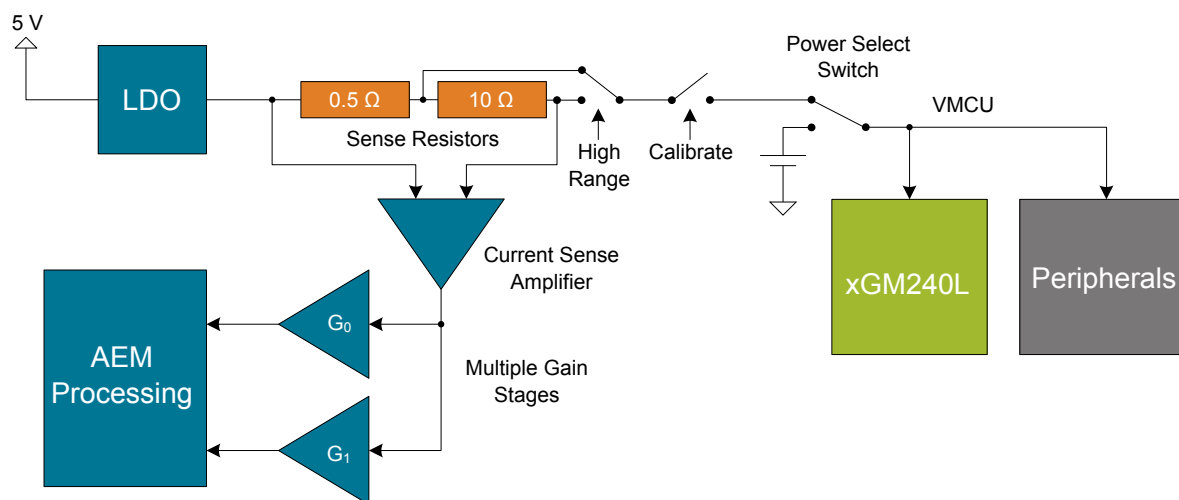 5 V
Power Select
Switch
LDO
0.5 Ω
10 Ω
VMCU
Sense Resistors
High
Range
Calibrate
Current Sense
Amplifier
xGM240L
Peripherals
G0
AEM
Processing
Multiple Gain
Stages
G1